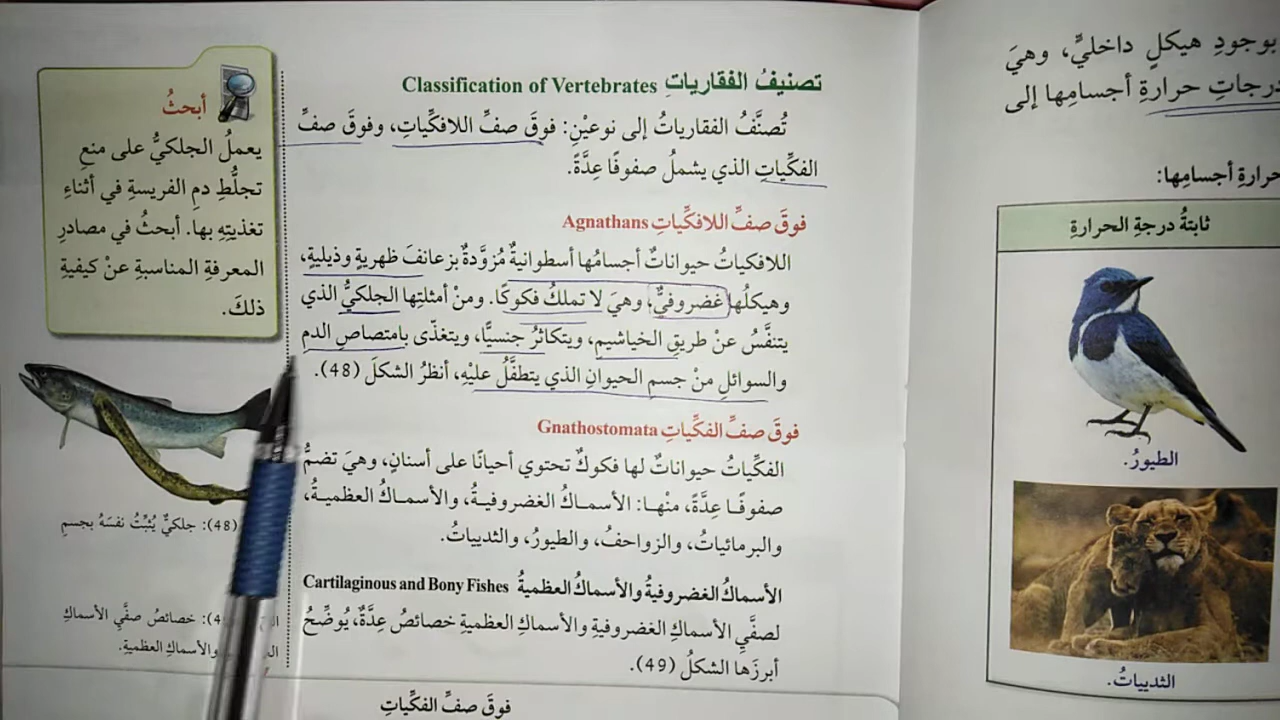 بوجودِ هيكلٍ داخليٍّ، وهيَ
درجاتِ حرارةِ أجسامِها إلى
حرارةِ أجسامِها:
ثابتةُ درجةِ الحرارةِ
الطيورُ.
الثدييات.
تصنيفُ الفقارياتِ Classification of Vertebrates
تُصنَّفُ الفقارياتُ إلى نوعيْنِ: فوقَ صفِّ اللافكِّياتِ، وفوقَ صفِّ
الفكِّياتِ الذي يشملُ صفوفًا عِدَّةً.
فوقَ صفِّ اللافكِّياتِ Agnathans
اللافكياتُ حيواناتٌ أجسامُها أسطوانيةٌ مُزوَّدةٌ بزعانفَ ظهريةٍ وذيليةٍ،
وهيكلُها غضروفيٌّ، وهيَ لا تملكُ فكوكًا. ومنْ أمثلتِها الجلكيُّ الذي
يتنفَّسُ عنْ طريقِ الخياشيمِ، ويتكاثرُ جنسيًّا، ويتغذّى بامتصاصِ الدمِ
والسوائلِ منْ جسمِ الحيوانِ الذي يتطفَّلُ عليْهِ، أنظرُ الشكلَ (48).
فوقَ صفِّ الفكِّياتِ Gnathostomata
الفكِّياتُ حيواناتٌ لها فكوكٌ تحتوي أحيانًا على أسنانٍ، وهيَ تضمُّ
صفوفًا عِدَّةً، منْها: الأسماكُ الغضروفيةُ، والأسماكُ العظميةُ،
والبرمائياتُ، والزواحفُ، والطيورُ، والثديياتُ.
الأسماكُ الغضروفيةُ والأسماكُ العظميةُ Cartilaginous and Bony Fishes
لصفَّيِ الأسماكِ الغضروفيةِ والأسماكِ العظميةِ خصائصُ عِدَّةٌ، يُوضِّحُ
أبرزَها الشكلُ (49).
فوقَ صفِّ الفكِّياتِ
أبحثُ
يعملُ الجلكيُّ على منعِ
تجلُّطِ دمِ الفريسةِ في أثناءِ
تغذيتِهِ بها. أبحثُ في مصادرِ
المعرفةِ المناسبةِ عنْ كيفيةِ
ذلكَ.
(48): جلكيٌّ يُثبِّتُ نفسَهُ بجسمِ
خصائصُ صفَّيِ الأسماكِ
والأسماكِ العظميةِ.